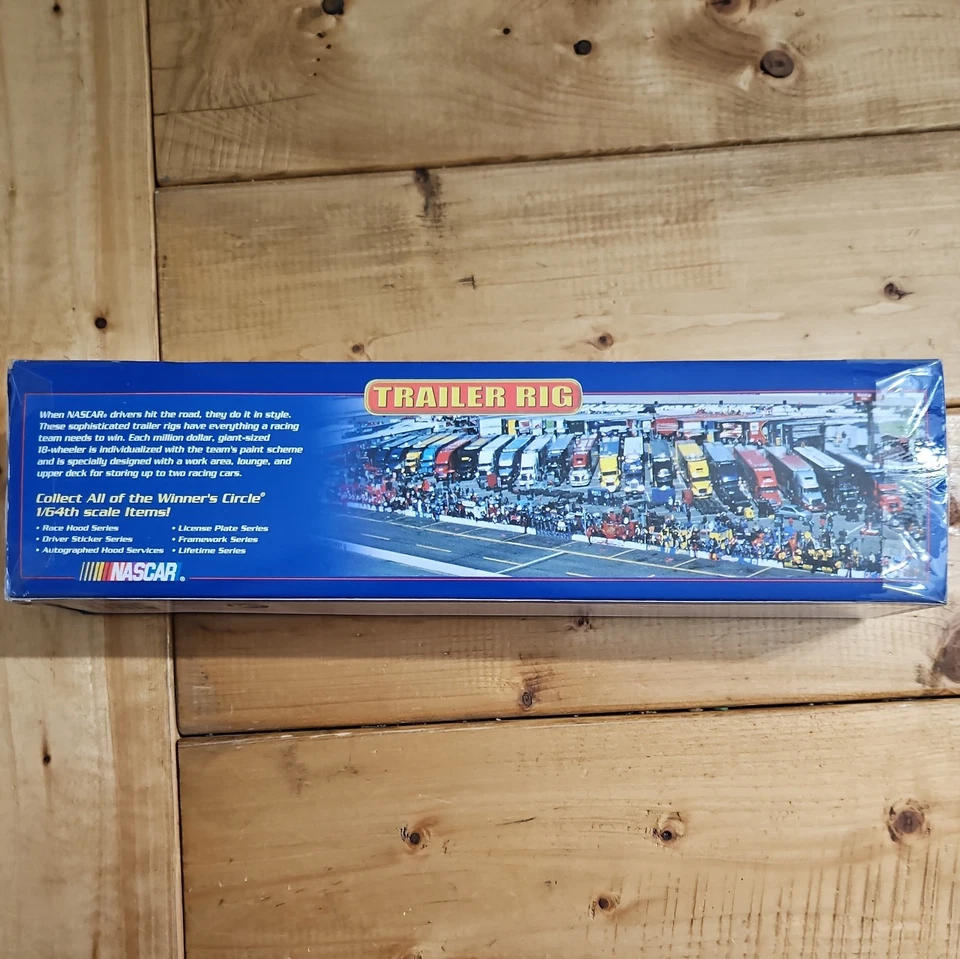 TRAILER RIG
When NASCAR® drivers hit the road, they do it in style.
These sophisticated trailer rigs have everything a racing
team needs to win. Each million dollar, giant-sized
18-wheeler is individualized with the team's paint scheme
and is specially designed with a work area, lounge, and
upper deck for storing up to two racing cars.
Collect All of the Winner's Circle®
1/64th scale Items!
• Race Hood Series
• Driver Sticker Series
• Autographed Hood Services
• License Plate Series
• Framework Series
• Lifetime Series
NASCAR®